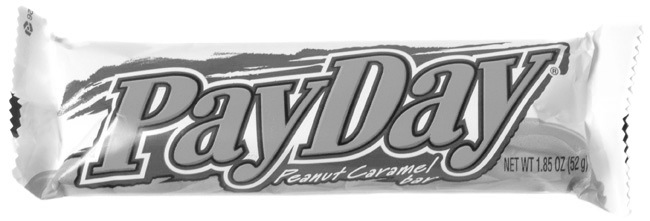 PayDay®
Peanut Caramel
bar
NET WT 1.85 OZ (52 g)